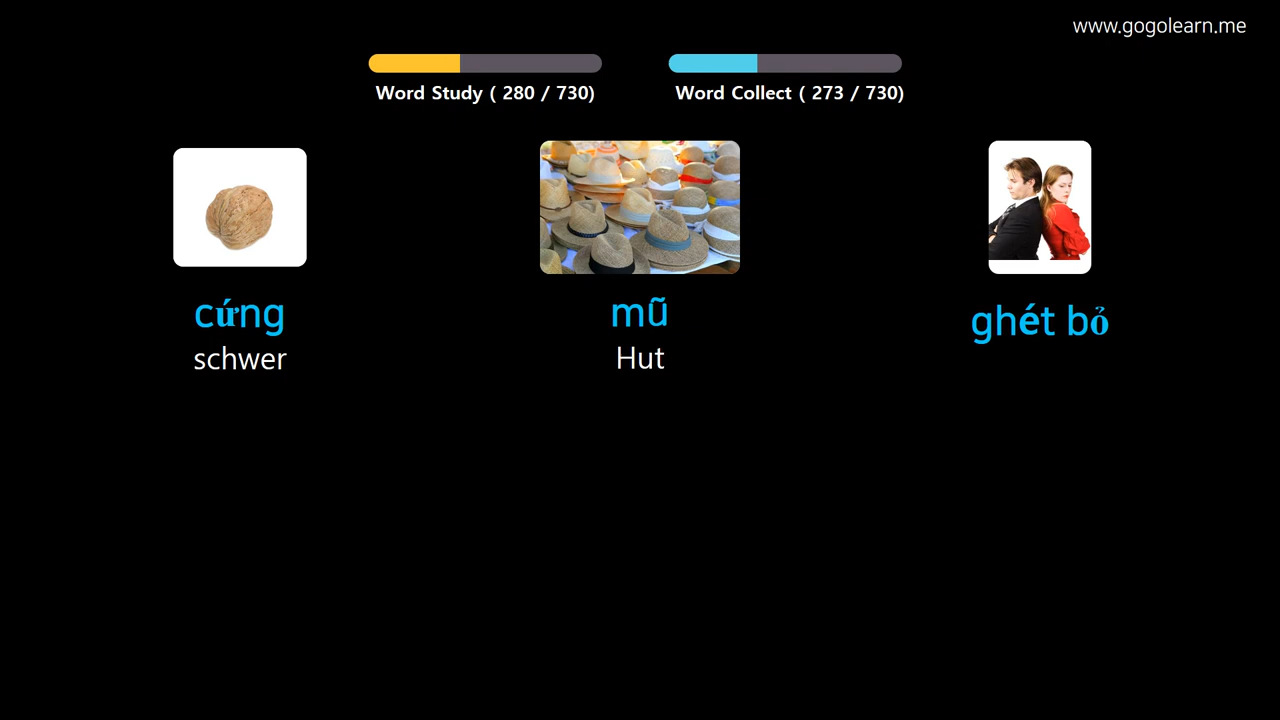 www.gogolearn.me
Word Study ( 280 / 730)
Word Collect ( 273 / 730)
cứng
schwer
mũ
Hut
ghét bỏ